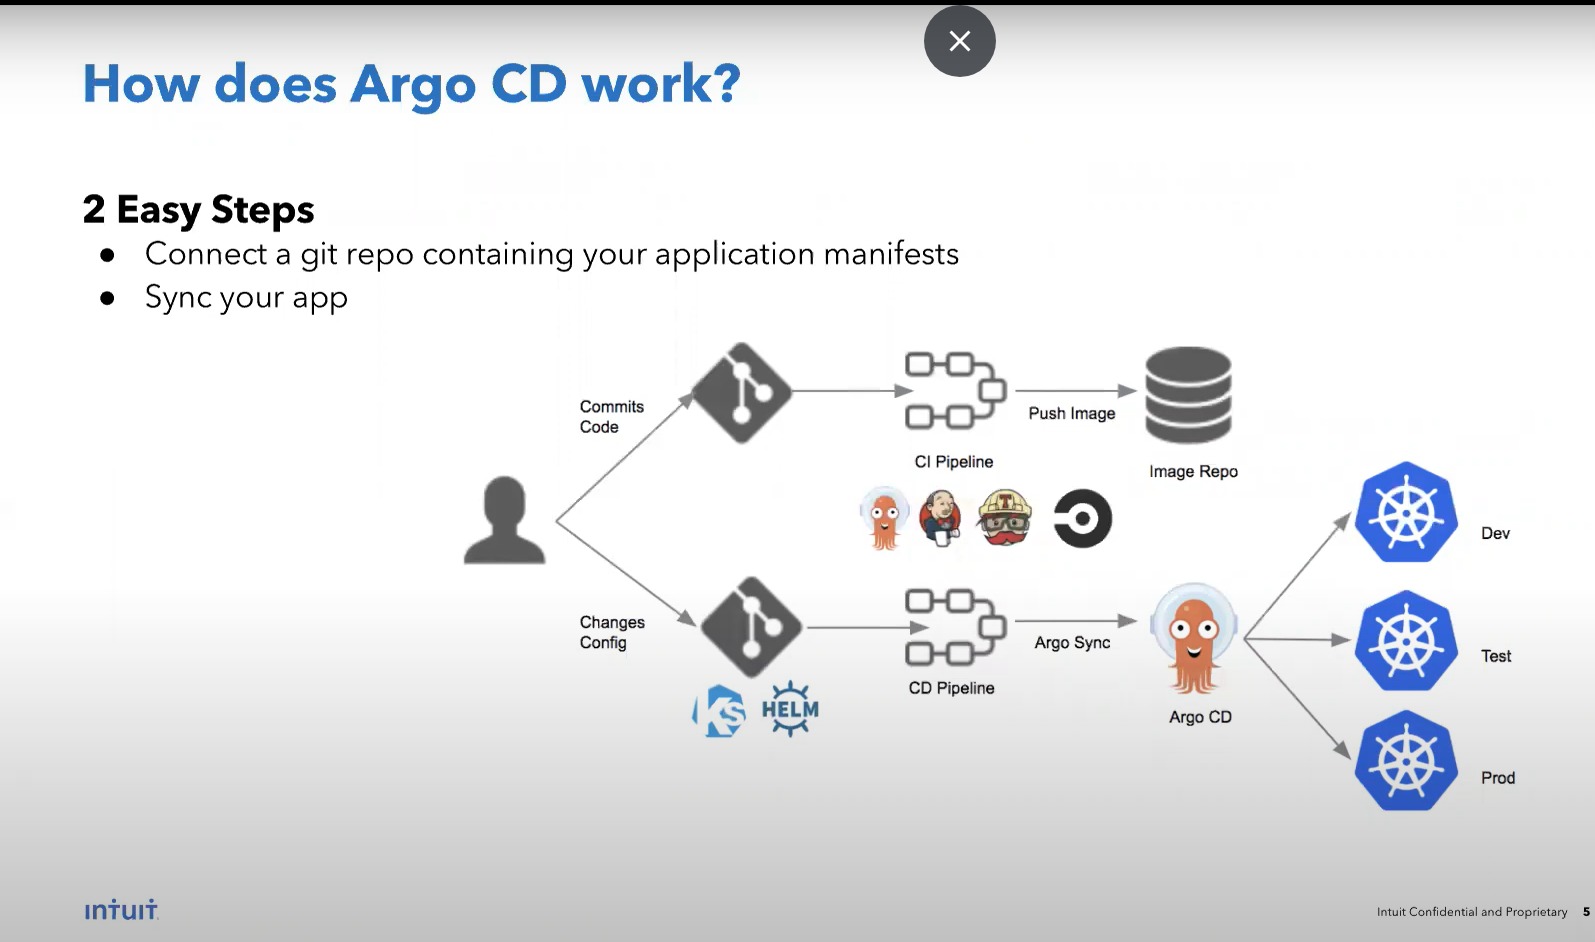 How does Argo CD work?
2 Easy Steps
● Connect a git repo containing your application manifests
● Sync your app
Commits
Code
Push Image
CI Pipeline
Image Repo
T
Dev
Changes
Config
Argo Sync
Test
CD Pipeline
Ks
HELM
Argo CD
Prod
ıntuıt
Intuit Confidential and Proprietary 5